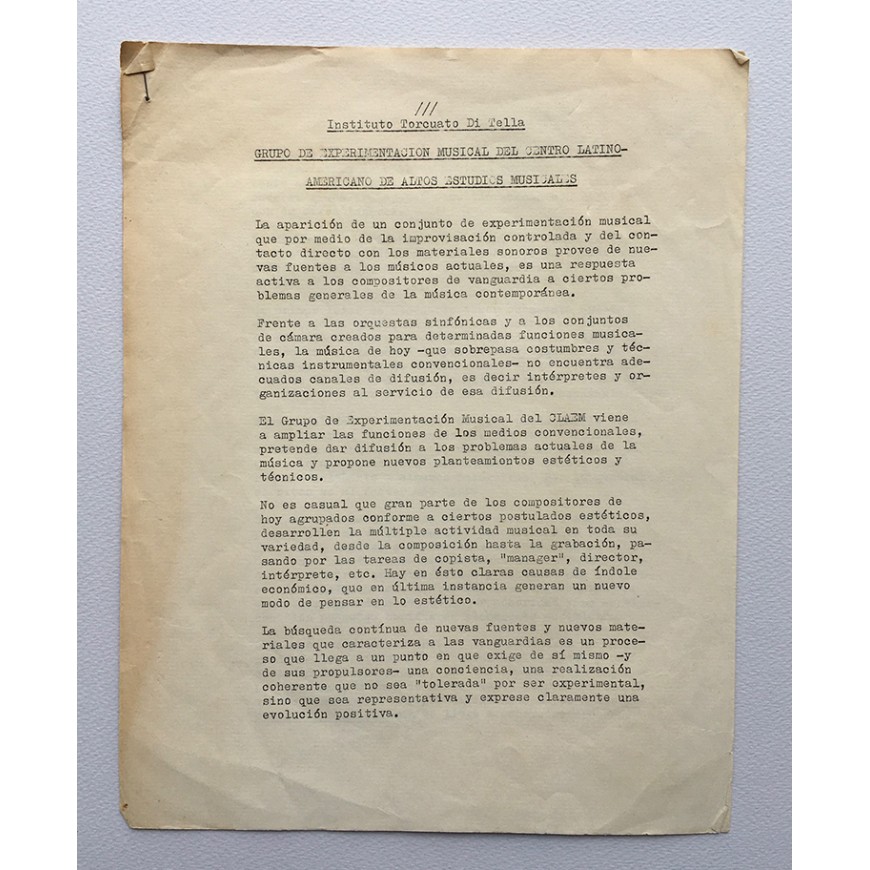 ///
Instituto Torcuato Di Tella
GRUPO DE EXPERIMENTACION MUSICAL DEL CENTRO LATINO-
AMERICANO DE ALTOS ESTUDIOS MUSICALES
La aparición de un conjunto de experimentación musical
que por medio de la improvisación controlada y del con-
tacto directo con los materiales sonoros provee de nue-
vas fuentes a los músicos actuales, es una respuesta
activa a los compositores de vanguardia a ciertos pro-
blemas generales de la música contemporánea.
Frente a las orquestas sinfónicas y a los conjuntos
de cámara creados para determinadas funciones musica-
les, la música de hoy -que sobrepasa costumbres y téc-
nicas instrumentales convencionales- no encuentra ade-
cuados canales de difusión, es decir intérpretes y or-
ganizaciones al servicio de esa difusión.
El Grupo de Experimentación Musical del CLAEM viene
a ampliar las funciones de los medios convencionales,
pretende dar difusión a los problemas actuales de la
música y propone nuevos planteamiontos estéticos y
técnicos.
No es casual que gran parte de los compositores de
hoy agrupados conforme a ciertos postulados estéticos,
desarrollen la múltiple actividad musical en toda su
variedad, desde la composición hasta la grabación, pa-
sando por las tareas de copista, "manager", director,
intérprete, etc. Hay en ésto claras causas de índole
económico, que en última instancia generan un nuevo
modo de pensar en lo estético.
La búsqueda contínua de nuevas fuentes y nuevos mate-
riales que caracteriza a las vanguardias es un proce-
so que llega a un punto en que exige de sí mismo -y
de sus propulsores- una conciencia, una realización
coherente que no sea "tolerada" por ser experimental,
sino que sea representativa y exprese claramente una
evolución positiva.